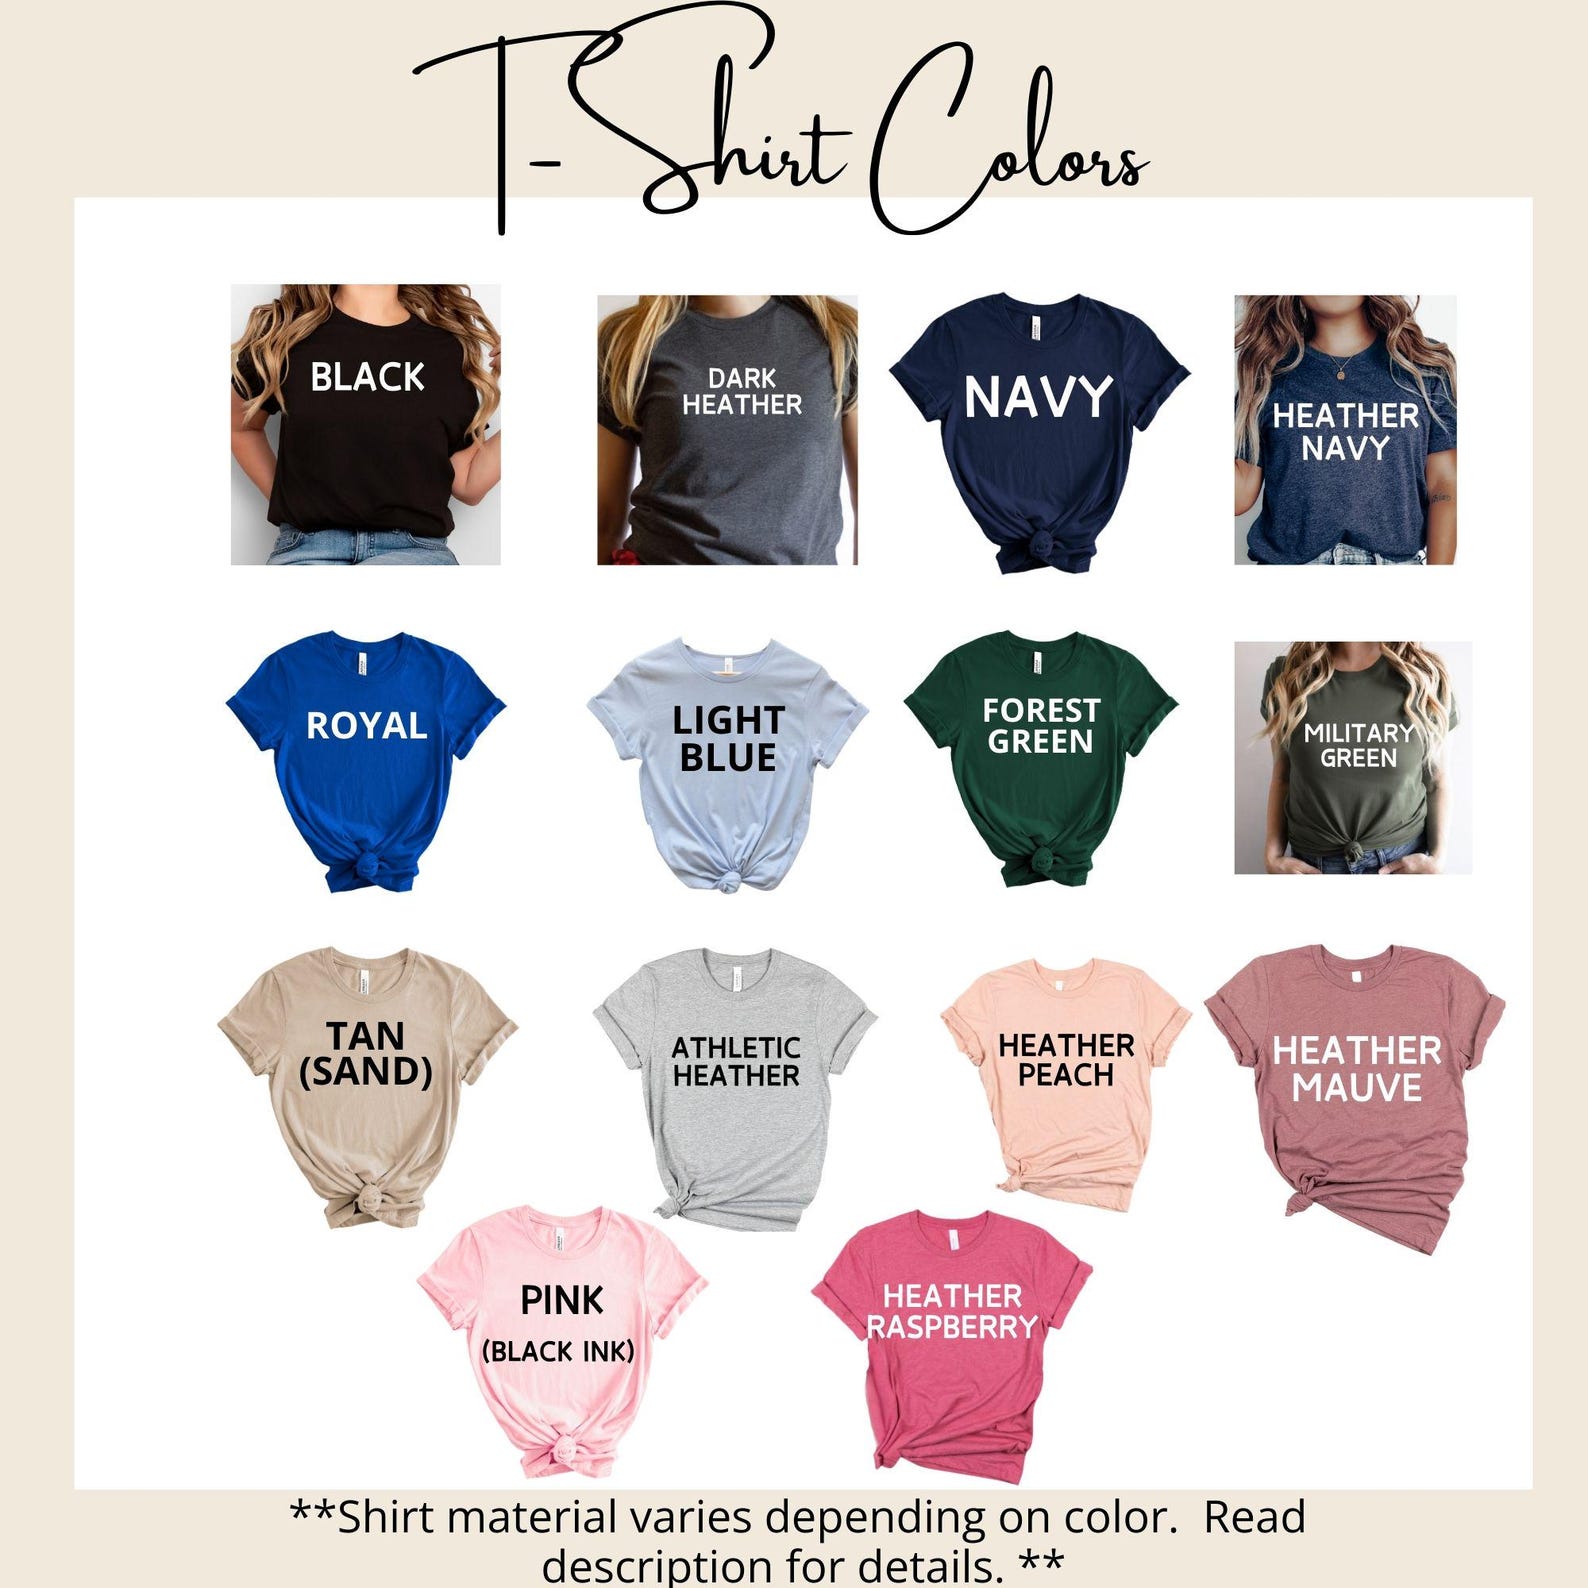 T-Shirt Colors
BLACK
DARK
HEATHER
NAVY
HEATHER
NAVY
ROYAL
LIGHT
BLUE
FOREST
GREEN
MILITARY
GREEN
TAN
(SAND)
ATHLETIC
HEATHER
HEATHER
PEACH
HEATHER
MAUVE
PINK
(BLACK INK)
HEATHER
RASPBERRY
**Shirt material varies depending on color.  Read
description for details. **